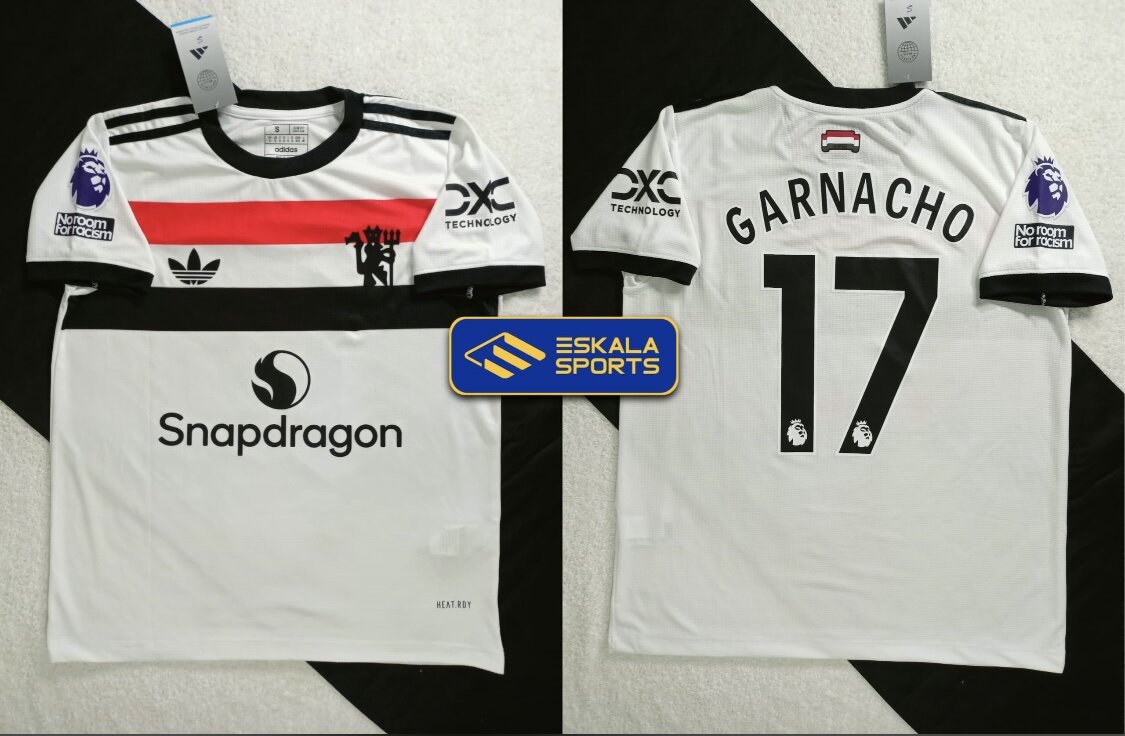 S
adidas
No room
For racism
DXC
TECHNOLOGY
Snapdragon
HEAT.RDY
ESKALA
SPORTS
DXC
TECHNOLOGY
GARNACHO
17
No room
For racism